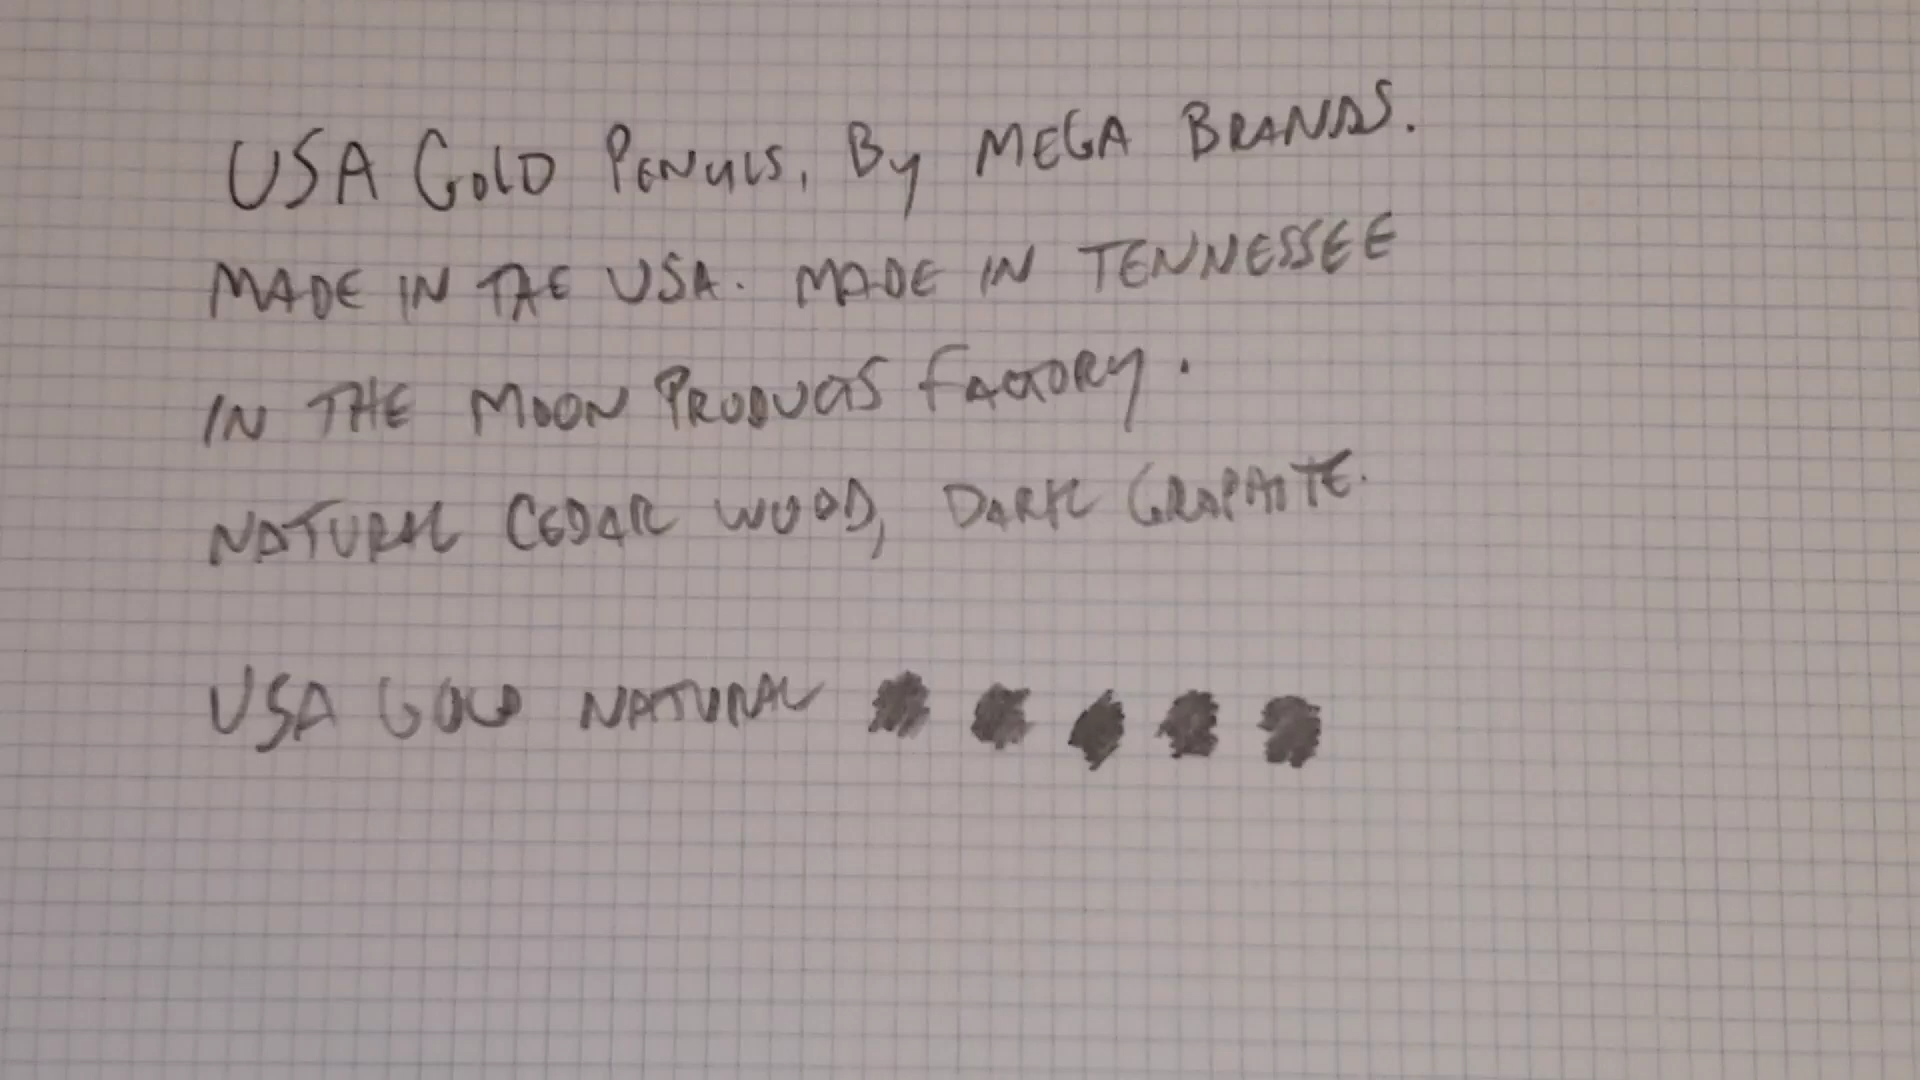 USA GOLD PENCILS, BY MEGA BRANDS.
MADE IN THE USA. MADE IN TENNESSEE
IN THE MOON PRODUCTS FACTORY.
NATURAL CEDAR WOOD, DARK GRAPHITE.
USA GOLD NATURAL